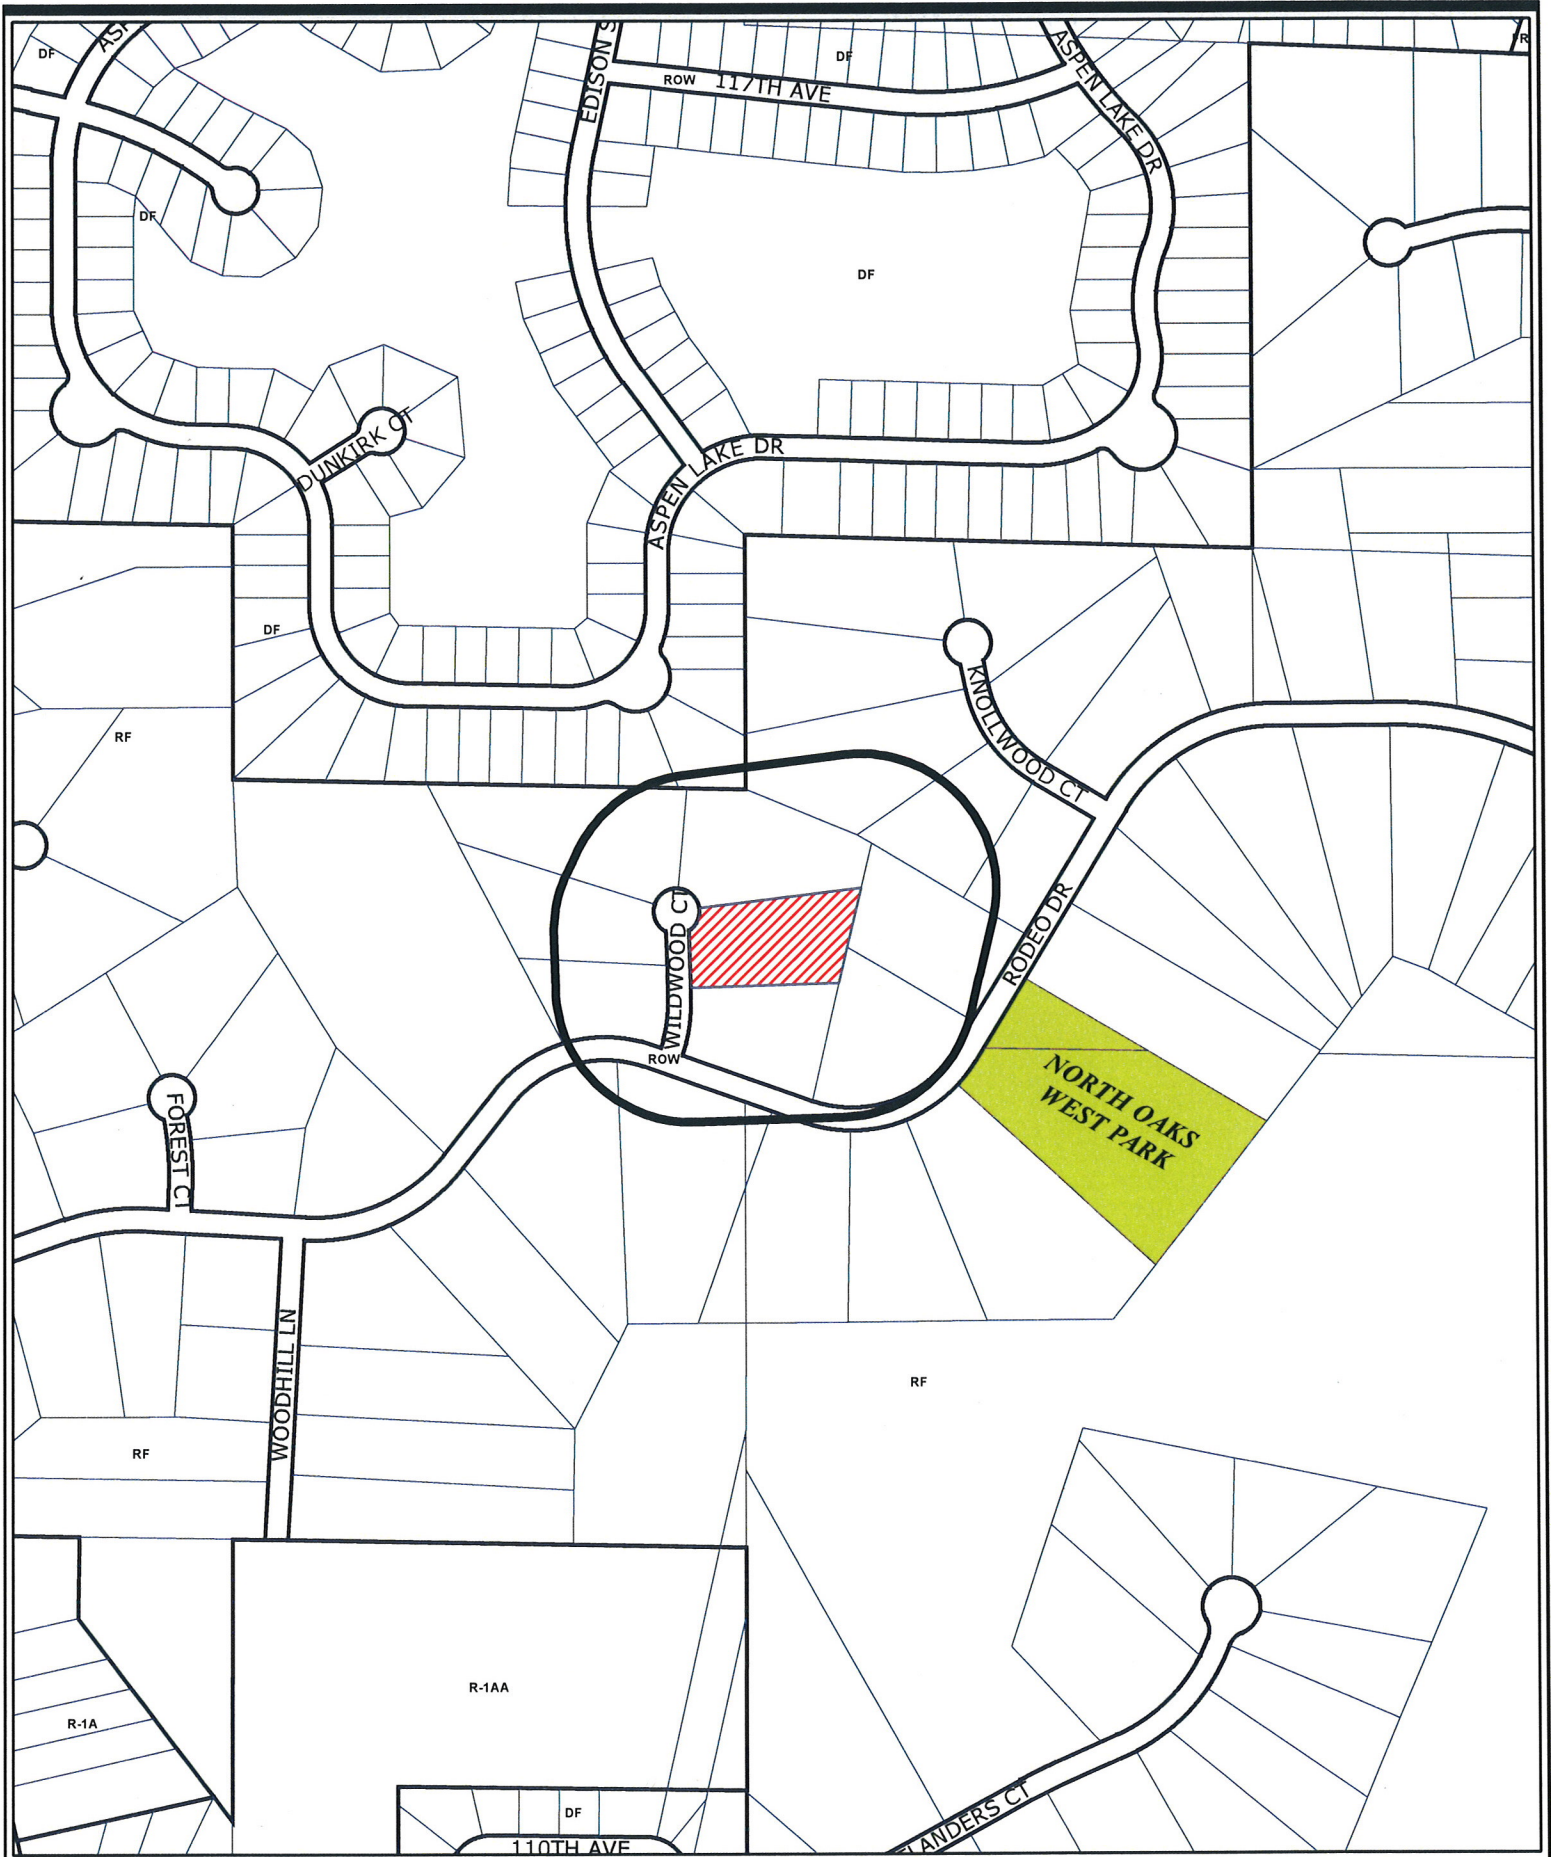 EDISON S
DF
DF
ROW
117TH AVE
ASPEN LAKE DR
DF
DF
DUNKIRK CT
ASPEN LAKE DR
DF
KNOLLWOOD CT
RF
WILDWOOD CT
RODEO DR
ROW
NORTH OAKS
WEST PARK
FOREST CT
WOODHILL LN
RF
RF
R-1AA
R-1A
DF
110TH AVE
LANDERS CT